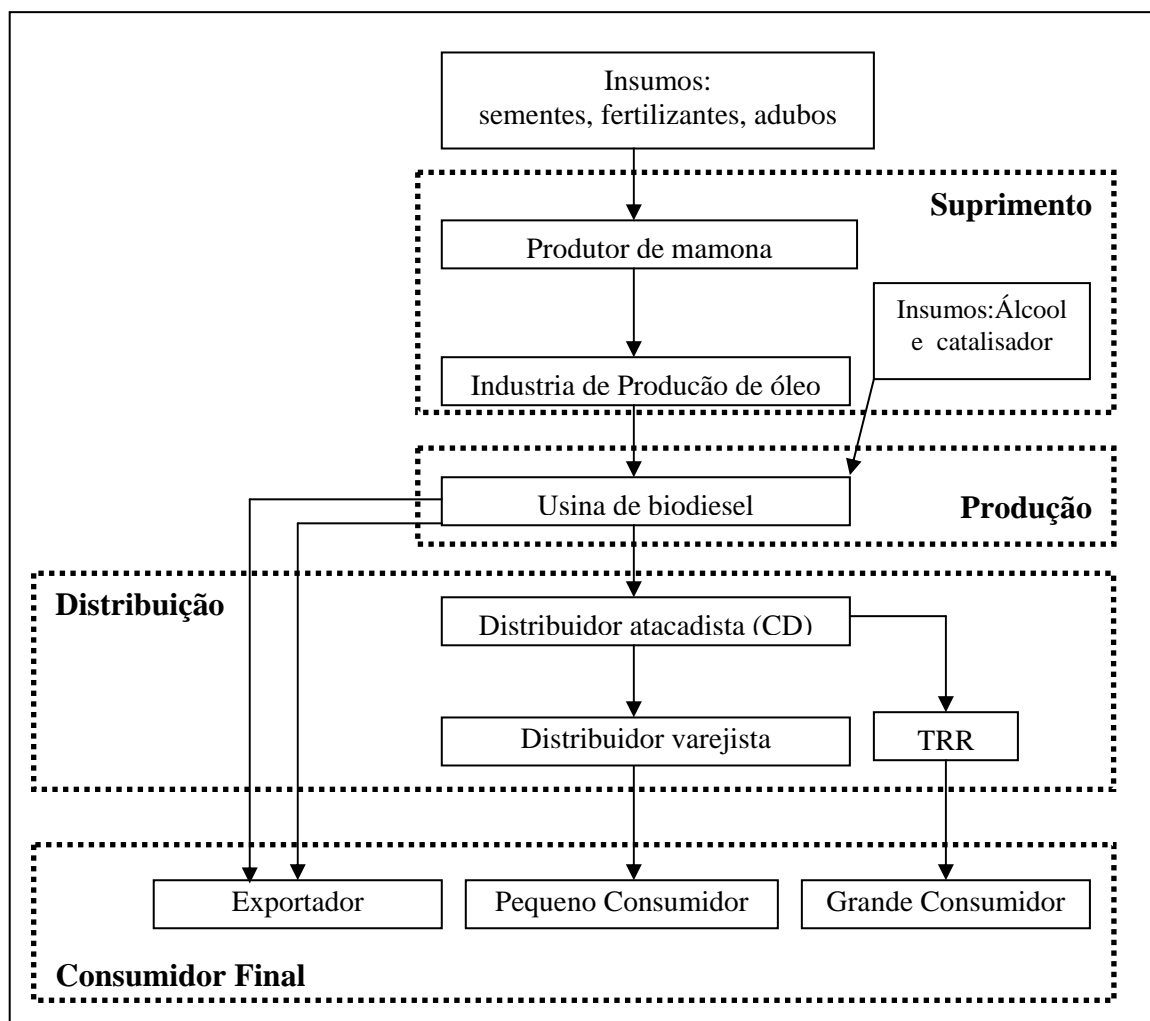 Insumos:
sementes, fertilizantes, adubos
Suprimento
Produtor de mamona
Insumos:Álcool
e catalisador
Industria de Producão de óleo
Usina de biodiesel
Produção
Distribuição
Distribuidor atacadista (CD)
Distribuidor varejista
TRR
Exportador
Pequeno Consumidor
Grande Consumidor
Consumidor Final